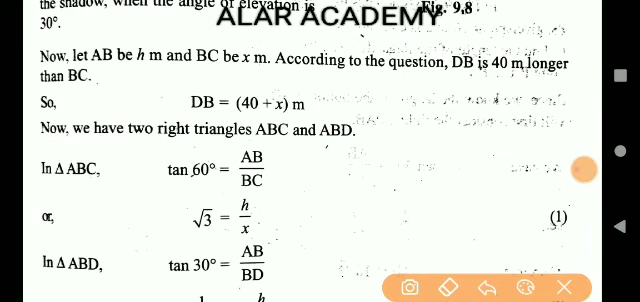 the shadow, when the angle of elevation is
ALAR ACADEMY
Fig. 9.8
30°.
Now, let AB be h m and BC be x m. According to the question, DB is 40 m longer
than BC.
So, DB = (40 + x) m
Now, we have two right triangles ABC and ABD.
In Δ ABC, tan 60° = AB/BC
or, √3 = h/x (1)
In Δ ABD, tan 30° = AB/BD
1 h